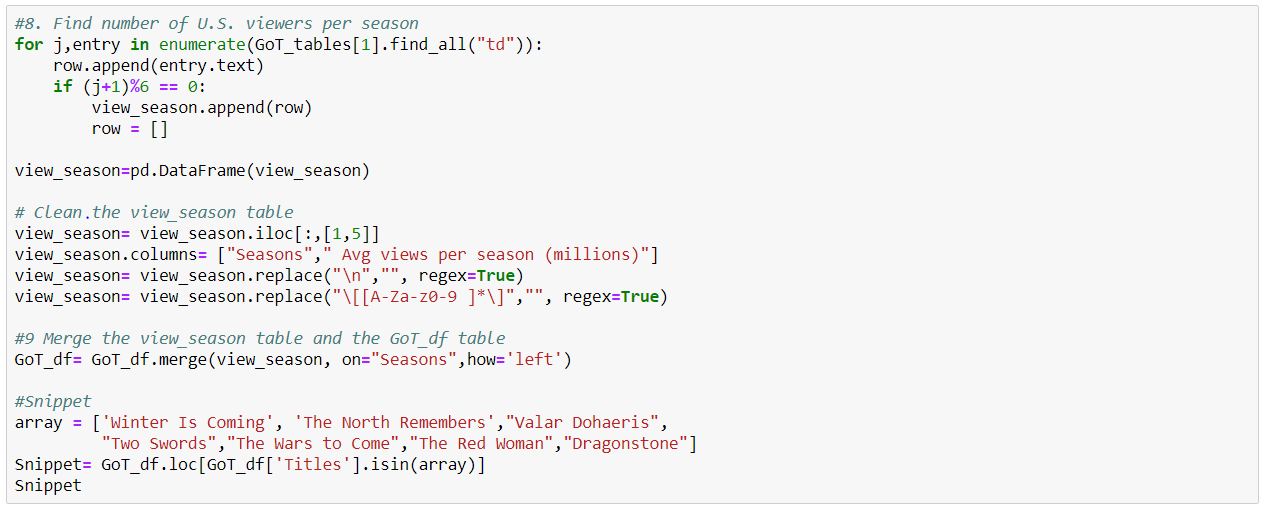 #8. Find number of U.S. viewers per season
for j,entry in enumerate(GoT_tables[1].find_all("td")):
    row.append(entry.text)
    if (j+1)%6 == 0:
        view_season.append(row)
        row = []

view_season=pd.DataFrame(view_season)

# Clean.the view_season table
view_season= view_season.iloc[:,[1,5]]
view_season.columns= ["Seasons"," Avg views per season (millions)"]
view_season= view_season.replace("\n","", regex=True)
view_season= view_season.replace("\[[A-Za-z0-9 ]*\]","", regex=True)

#9 Merge the view_season table and the GoT_df table
GoT_df= GoT_df.merge(view_season, on="Seasons",how='left')

#Snippet
array = ['Winter Is Coming', 'The North Remembers',"Valar Dohaeris",
         "Two Swords","The Wars to Come","The Red Woman","Dragonstone"]
Snippet= GoT_df.loc[GoT_df['Titles'].isin(array)]
Snippet